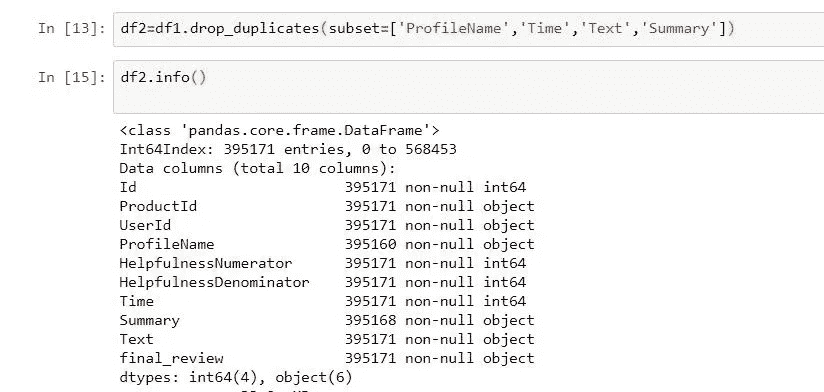 In [13]: df2=df1.drop_duplicates(subset=['ProfileName','Time','Text','Summary'])
In [15]: df2.info()
<class 'pandas.core.frame.DataFrame'>
Int64Index: 395171 entries, 0 to 568453
Data columns (total 10 columns):
Id 395171 non-null int64
ProductId 395171 non-null object
UserId 395171 non-null object
ProfileName 395160 non-null object
HelpfulnessNumerator 395171 non-null int64
HelpfulnessDenominator 395171 non-null int64
Time 395171 non-null int64
Summary 395168 non-null object
Text 395171 non-null object
final_review 395171 non-null object
dtypes: int64(4), object(6)